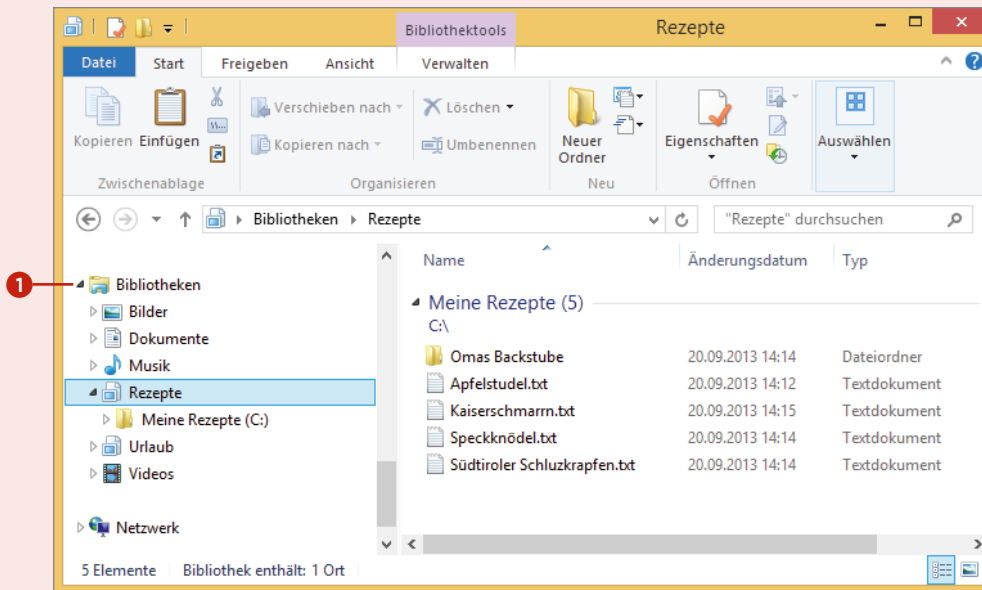 Bibliothektools
Rezepte
Datei Start Freigeben Ansicht Verwalten
Kopieren Einfügen
Verschieben nach
Kopieren nach
Löschen
Umbenennen
Neuer
Ordner
Eigenschaften
Auswählen
Zwischenablage Organisieren Neu Öffnen
Bibliotheken Rezepte
"Rezepte" durchsuchen
1
Bibliotheken
Bilder
Dokumente
Musik
Rezepte
Meine Rezepte (C:)
Urlaub
Videos
Netzwerk
Name Änderungsdatum Typ
Meine Rezepte (5)
C:\
Omas Backstube 20.09.2013 14:14 Dateiordner
Apfelstudel.txt 20.09.2013 14:12 Textdokument
Kaiserschmarrn.txt 20.09.2013 14:15 Textdokument
Speckknödel.txt 20.09.2013 14:14 Textdokument
Südtiroler Schluzkrapfen.txt 20.09.2013 14:14 Textdokument
5 Elemente Bibliothek enthält: 1 Ort